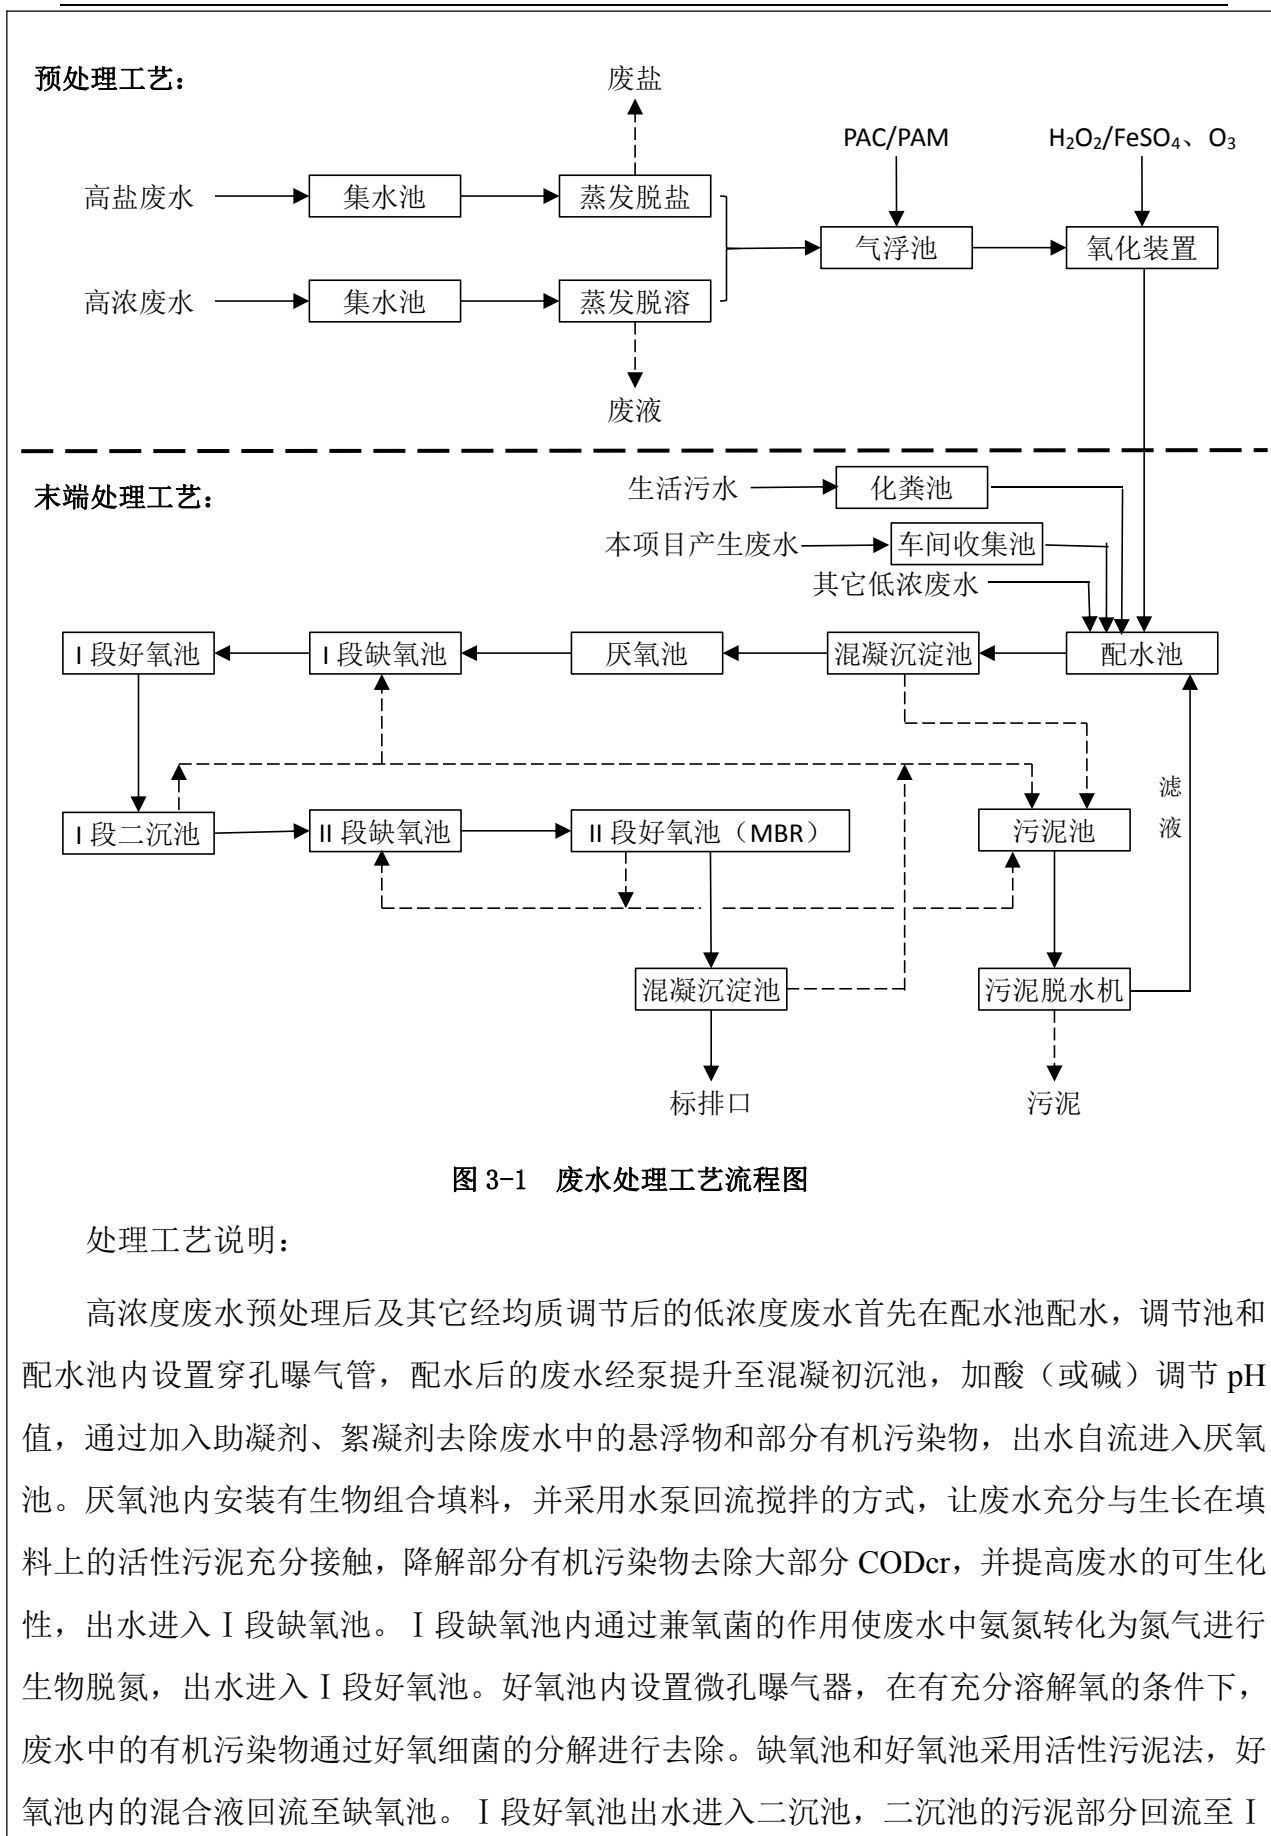 预处理工艺：
废盐
PAC/PAM
H₂O₂/FeSO₄、O₃
高盐废水
集水池
蒸发脱盐
气浮池
氧化装置
高浓废水
集水池
蒸发脱溶
废液
末端处理工艺：
生活污水
化粪池
本项目产生废水
车间收集池
其它低浓废水
I 段好氧池
I 段缺氧池
厌氧池
混凝沉淀池
配水池
滤液
I 段二沉池
II 段缺氧池
II 段好氧池（MBR）
污泥池
混凝沉淀池
污泥脱水机
标排口
污泥
图 3-1 废水处理工艺流程图
处理工艺说明：
高浓度废水预处理后及其它经均质调节后的低浓度废水首先在配水池配水，调节池和
配水池内设置穿孔曝气管，配水后的废水经泵提升至混凝初沉池，加酸（或碱）调节 pH
值，通过加入助凝剂、絮凝剂去除废水中的悬浮物和部分有机污染物，出水自流进入厌氧
池。厌氧池内安装有生物组合填料，并采用水泵回流搅拌的方式，让废水充分与生长在填
料上的活性污泥充分接触，降解部分有机污染物去除大部分 CODcr，并提高废水的可生化
性，出水进入 I 段缺氧池。I 段缺氧池内通过兼氧菌的作用使废水中氨氮转化为氮气进行
生物脱氮，出水进入 I 段好氧池。好氧池内设置微孔曝气器，在有充分溶解氧的条件下，
废水中的有机污染物通过好氧细菌的分解进行去除。缺氧池和好氧池采用活性污泥法，好
氧池内的混合液回流至缺氧池。I 段好氧池出水进入二沉池，二沉池的污泥部分回流至 I